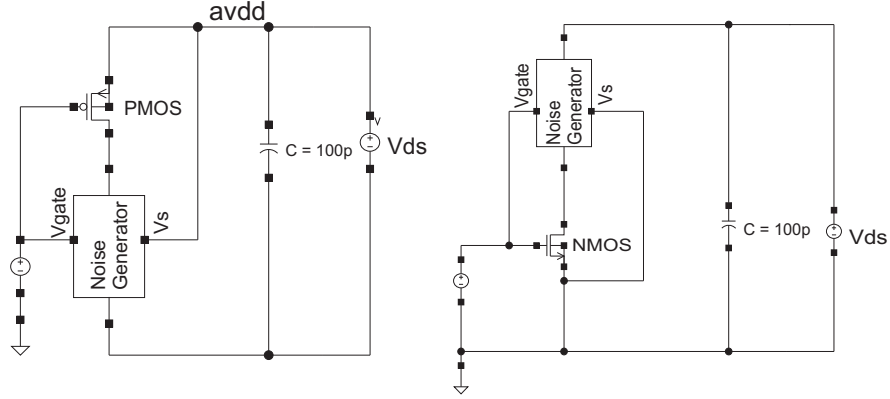 avdd
PMOS
Vgate
Noise
Generator
Vs
C = 100p
v
Vds
Vgate
Noise
Generator
Vs
NMOS
C = 100p
Vds